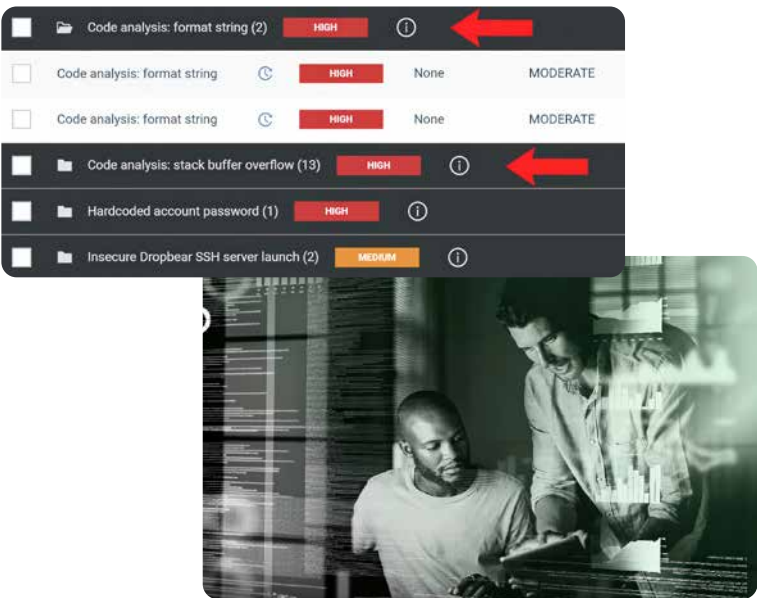 Code analysis: format string (2) HIGH
Code analysis: format string HIGH None MODERATE
Code analysis: format string HIGH None MODERATE
Code analysis: stack buffer overflow (13) HIGH
Hardcoded account password (1) HIGH
Insecure Dropbear SSH server launch (2) MEDIUM